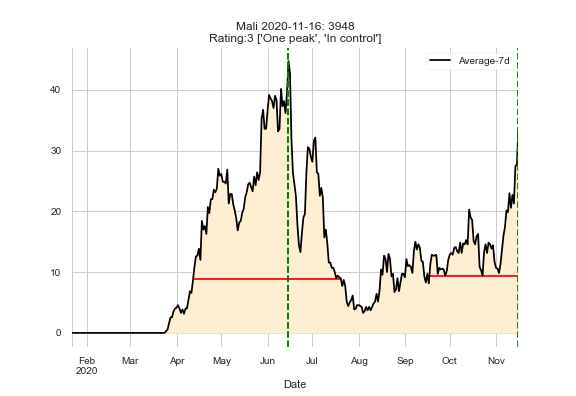 Mali 2020-11-16: 3948
Rating:3 ['One peak', 'In control']
Average-7d
40
30
20
10
0
Feb Mar Apr May Jun Jul Aug Sep Oct Nov
2020
Date